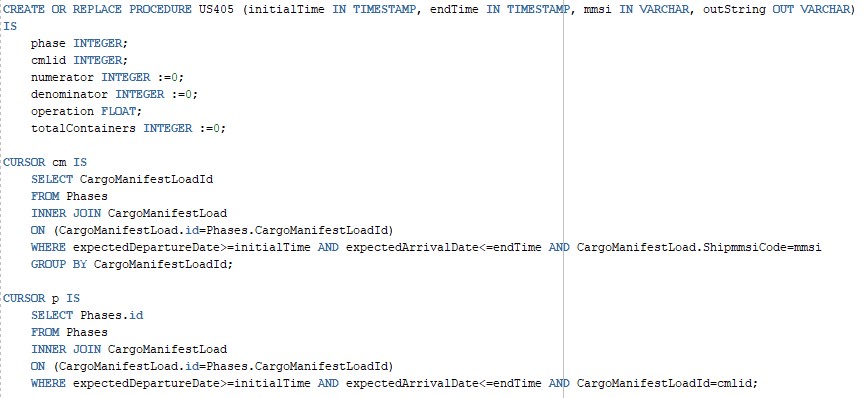 CREATE OR REPLACE PROCEDURE US405 (initialTime IN TIMESTAMP, endTime IN TIMESTAMP, mmsi IN VARCHAR, outString OUT VARCHAR)
IS
phase INTEGER;
cmlid INTEGER;
numerator INTEGER :=0;
denominator INTEGER :=0;
operation FLOAT;
totalContainers INTEGER :=0;
CURSOR cm IS
SELECT CargoManifestLoadId
FROM Phases
INNER JOIN CargoManifestLoad
ON (CargoManifestLoad.id=Phases.CargoManifestLoadId)
WHERE expectedDepartureDate>=initialTime AND expectedArrivalDate<=endTime AND CargoManifestLoad.ShipmmsiCode=mmsi
GROUP BY CargoManifestLoadId;
CURSOR p IS
SELECT Phases.id
FROM Phases
INNER JOIN CargoManifestLoad
ON (CargoManifestLoad.id=Phases.CargoManifestLoadId)
WHERE expectedDepartureDate>=initialTime AND expectedArrivalDate<=endTime AND CargoManifestLoadId=cmlid;